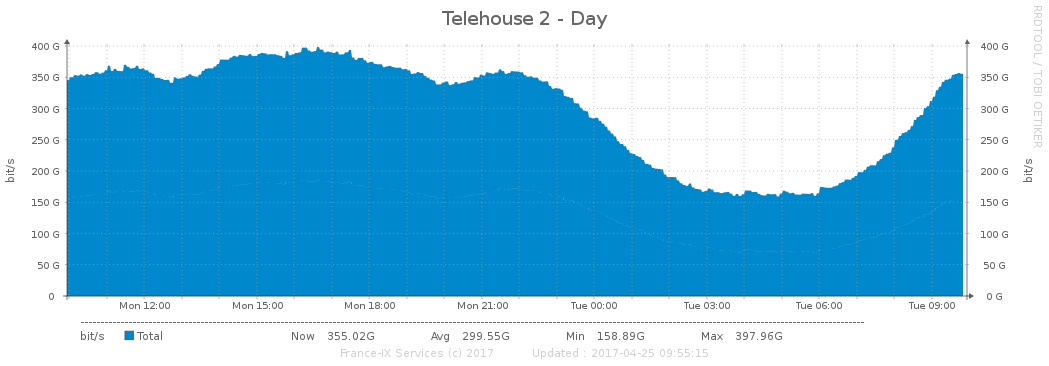 Telehouse 2 - Day
RRDTOOL / TOBI OETIKER
bit/s
400 G 400 G
350 G 350 G
300 G 300 G
250 G 250 G
200 G 200 G
150 G 150 G
100 G 100 G
50 G 50 G
0 0 G
bit/s
Mon 12:00 Mon 15:00 Mon 18:00 Mon 21:00 Tue 00:00 Tue 03:00 Tue 06:00 Tue 09:00
bit/s Total Now 355.02G Avg 299.55G Min 158.89G Max 397.96G
France-IX Services (c) 2017 Updated : 2017-04-25 09:55:15